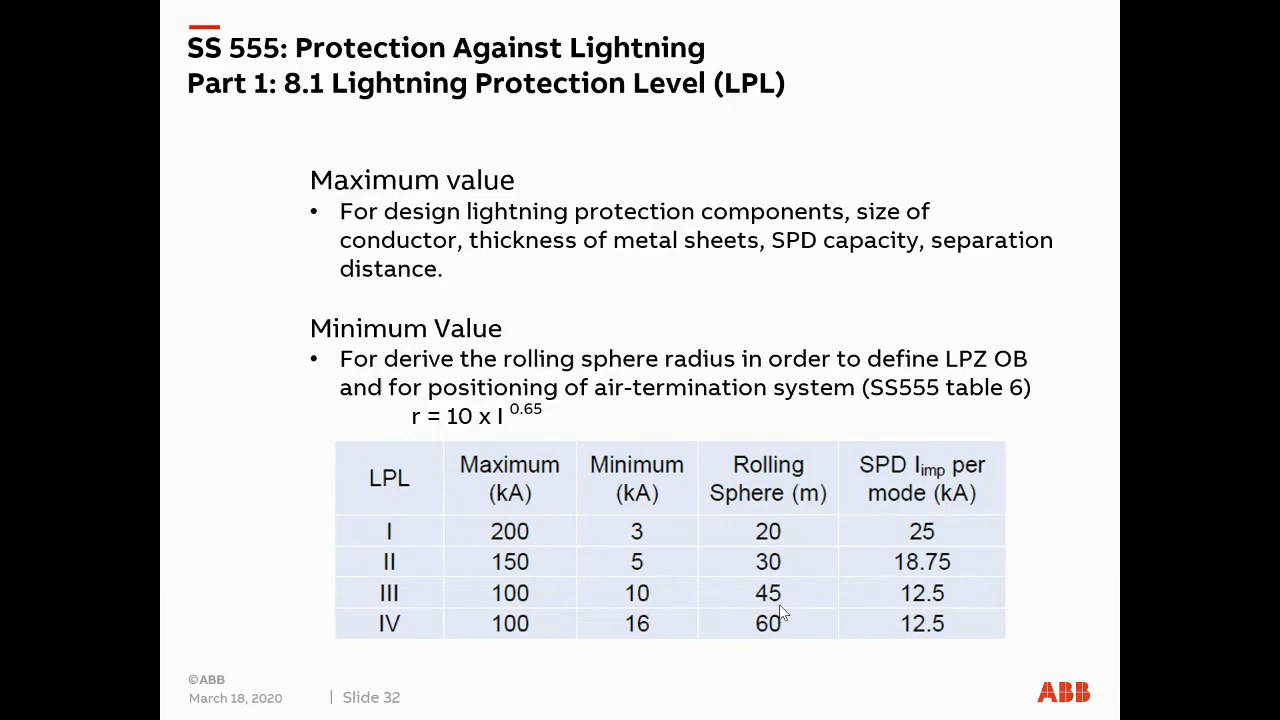 SS 555: Protection Against Lightning
Part 1: 8.1 Lightning Protection Level (LPL)
Maximum value
• For design lightning protection components, size of
conductor, thickness of metal sheets, SPD capacity, separation
distance.
Minimum Value
• For derive the rolling sphere radius in order to define LPZ OB
and for positioning of air-termination system (SS555 table 6)
r = 10 x I 0.65
LPL Maximum (kA) Minimum (kA) Rolling Sphere (m) SPD Iimp per mode (kA)
I 200 3 20 25
II 150 5 30 18.75
III 100 10 45 12.5
IV 100 16 60 12.5
©ABB
March 18, 2020 | Slide 32
ABB